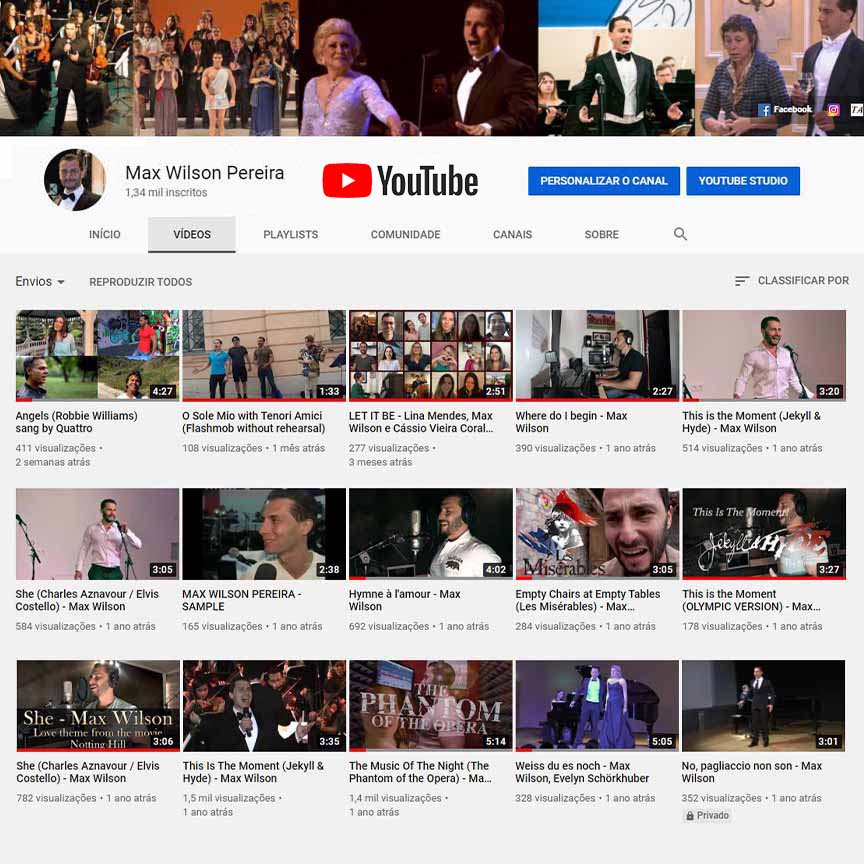 Facebook
Max Wilson Pereira
1,34 mil inscritos
YouTube
PERSONALIZAR O CANAL
YOUTUBE STUDIO
INÍCIO
VÍDEOS
PLAYLISTS
COMUNIDADE
CANAIS
SOBRE
Envios
REPRODUZIR TODOS
CLASSIFICAR POR
4:27
Angels (Robbie Williams)
sang by Quattro
411 visualizações •
2 semanas atrás
1:33
O Sole Mio with Tenori Amici
(Flashmob without rehearsal)
108 visualizações • 1 mês atrás
2:51
LET IT BE - Lina Mendes, Max
Wilson e Cássio Vieira Coral...
277 visualizações •
3 meses atrás
2:27
Where do I begin - Max
Wilson
390 visualizações • 1 ano atrás
3:20
This is the Moment (Jekyll &
Hyde) - Max Wilson
514 visualizações • 1 ano atrás
3:05
She (Charles Aznavour / Elvis
Costello) - Max Wilson
584 visualizações • 1 ano atrás
2:38
MAX WILSON PEREIRA -
SAMPLE
165 visualizações • 1 ano atrás
4:02
Hymne à l'amour - Max
Wilson
692 visualizações • 1 ano atrás
Les
Misérables
3:05
Empty Chairs at Empty Tables
(Les Misérables) - Max...
284 visualizações • 1 ano atrás
This Is The Moment!
Jekyll & H
3:27
This is the Moment
(OLYMPIC VERSION) - Max...
178 visualizações • 1 ano atrás
She - Max Wilson
Love theme from the movie
Notting Hill
3:06
She (Charles Aznavour / Elvis
Costello) - Max Wilson
782 visualizações • 1 ano atrás
3:35
This Is The Moment (Jekyll &
Hyde) - Max Wilson
1,5 mil visualizações •
1 ano atrás
THE
PHANTOM
OF THE OPERA
5:14
The Music Of The Night (The
Phantom of the Opera) - Ma...
1,4 mil visualizações •
1 ano atrás
5:05
Weiss du es noch - Max
Wilson, Evelyn Schörkhuber
328 visualizações • 1 ano atrás
3:01
No, pagliaccio non son - Max
Wilson
352 visualizações • 1 ano atrás
Privado